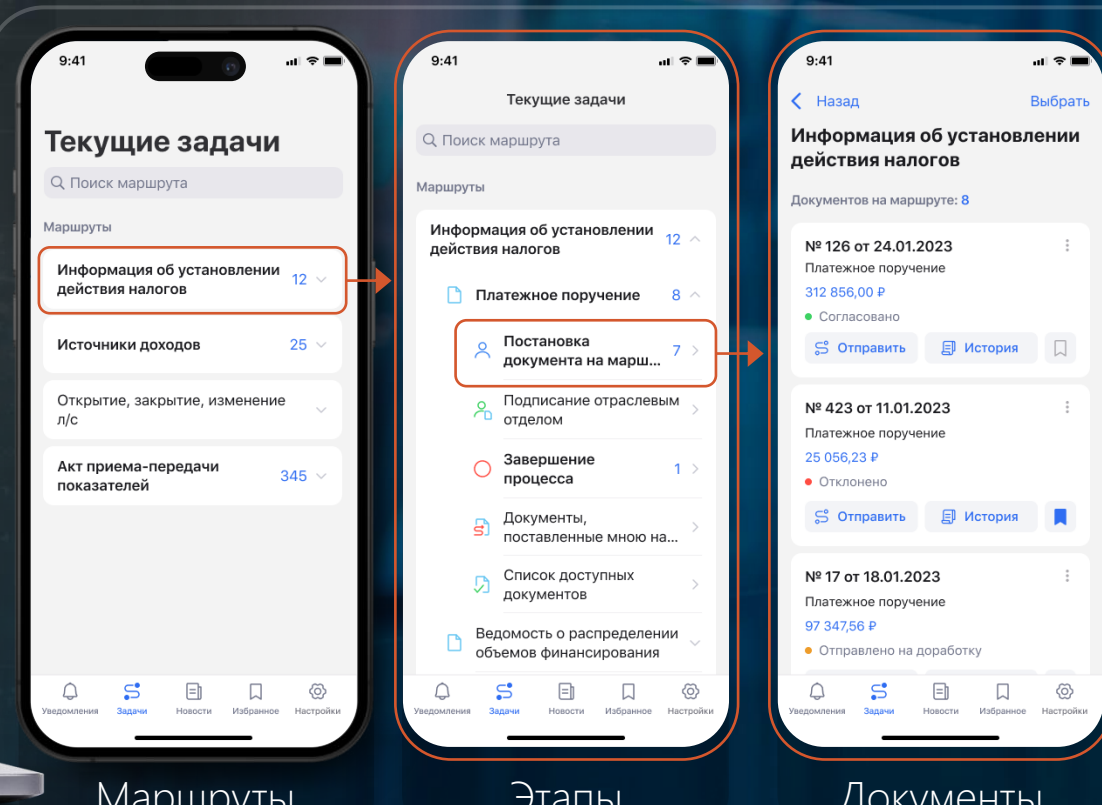 9:41
Текущие задачи
Поиск маршрута
Маршруты
Информация об установлении
действия налогов
12
Источники доходов
25
Открытие, закрытие, изменение
л/с
Акт приема-передачи
показателей
345
Уведомления
Задачи
Новости
Избранное
Настройки
Маршруты
9:41
Текущие задачи
Поиск маршрута
Маршруты
Информация об установлении
действия налогов
12
Платежное поручение
8
Постановка
документа на марш...
7
Подписание отраслевым
отделом
Завершение
процесса
1
Документы,
поставленные мною на...
Список доступных
документов
Ведомость о распределении
объемов финансирования
Уведомления
Задачи
Новости
Избранное
Настройки
Этапы
9:41
Назад
Выбрать
Информация об установлении
действия налогов
Документов на маршруте: 8
№ 126 от 24.01.2023
Платежное поручение
312 856,00 ₽
Согласовано
Отправить
История
№ 423 от 11.01.2023
Платежное поручение
25 056,23 ₽
Отклонено
Отправить
История
№ 17 от 18.01.2023
Платежное поручение
97 347,56 ₽
Отправлено на доработку
Уведомления
Задачи
Новости
Избранное
Настройки
Документы